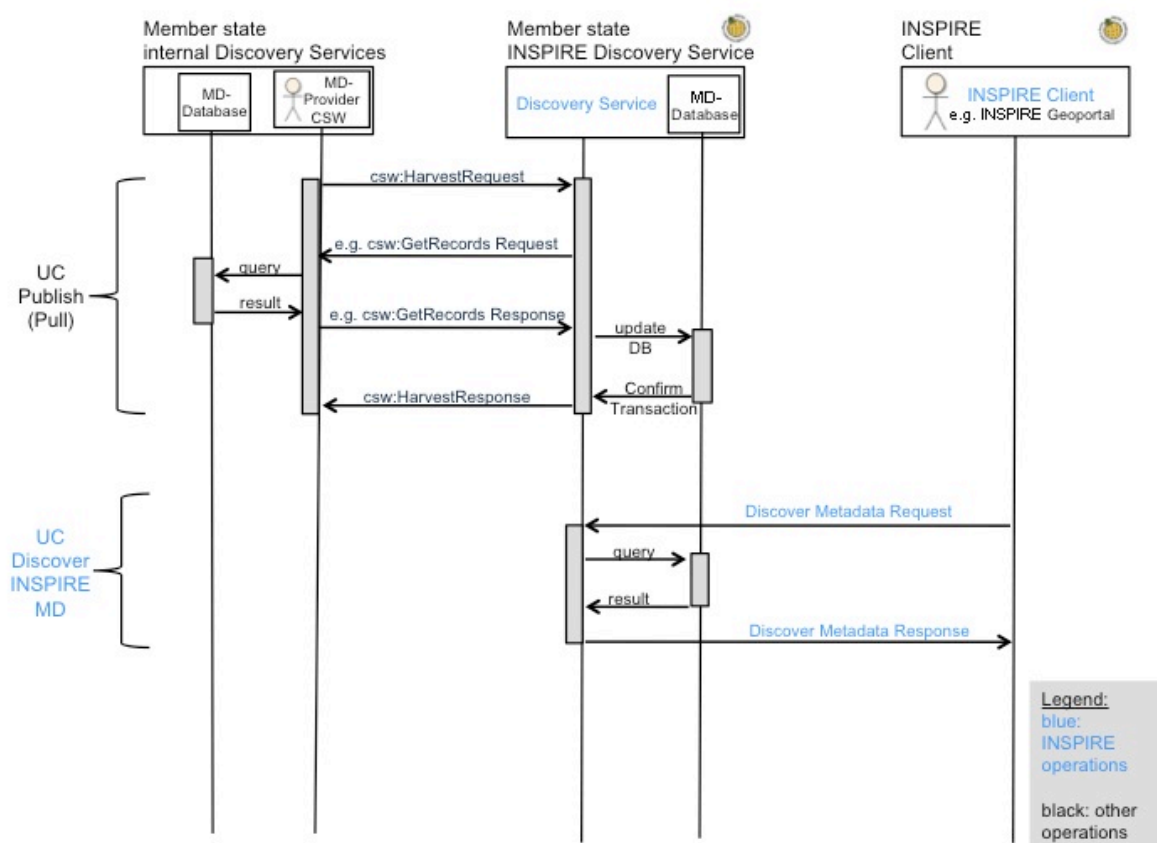 Member state
internal Discovery Services
Member state
INSPIRE Discovery Service
INSPIRE
Client
MD-
Database
MD-
Provider
CSW
Discovery Service
MD-
Database
INSPIRE Client
e.g. INSPIRE Geoportal
UC
Publish
(Pull)
csw:HarvestRequest
e.g. csw:GetRecords Request
query
result
e.g. csw:GetRecords Response
update
DB
Confirm
Transaction
csw:HarvestResponse
UC
Discover
INSPIRE
MD
Discover Metadata Request
query
result
Discover Metadata Response
Legend:
blue:
INSPIRE
operations
black: other
operations